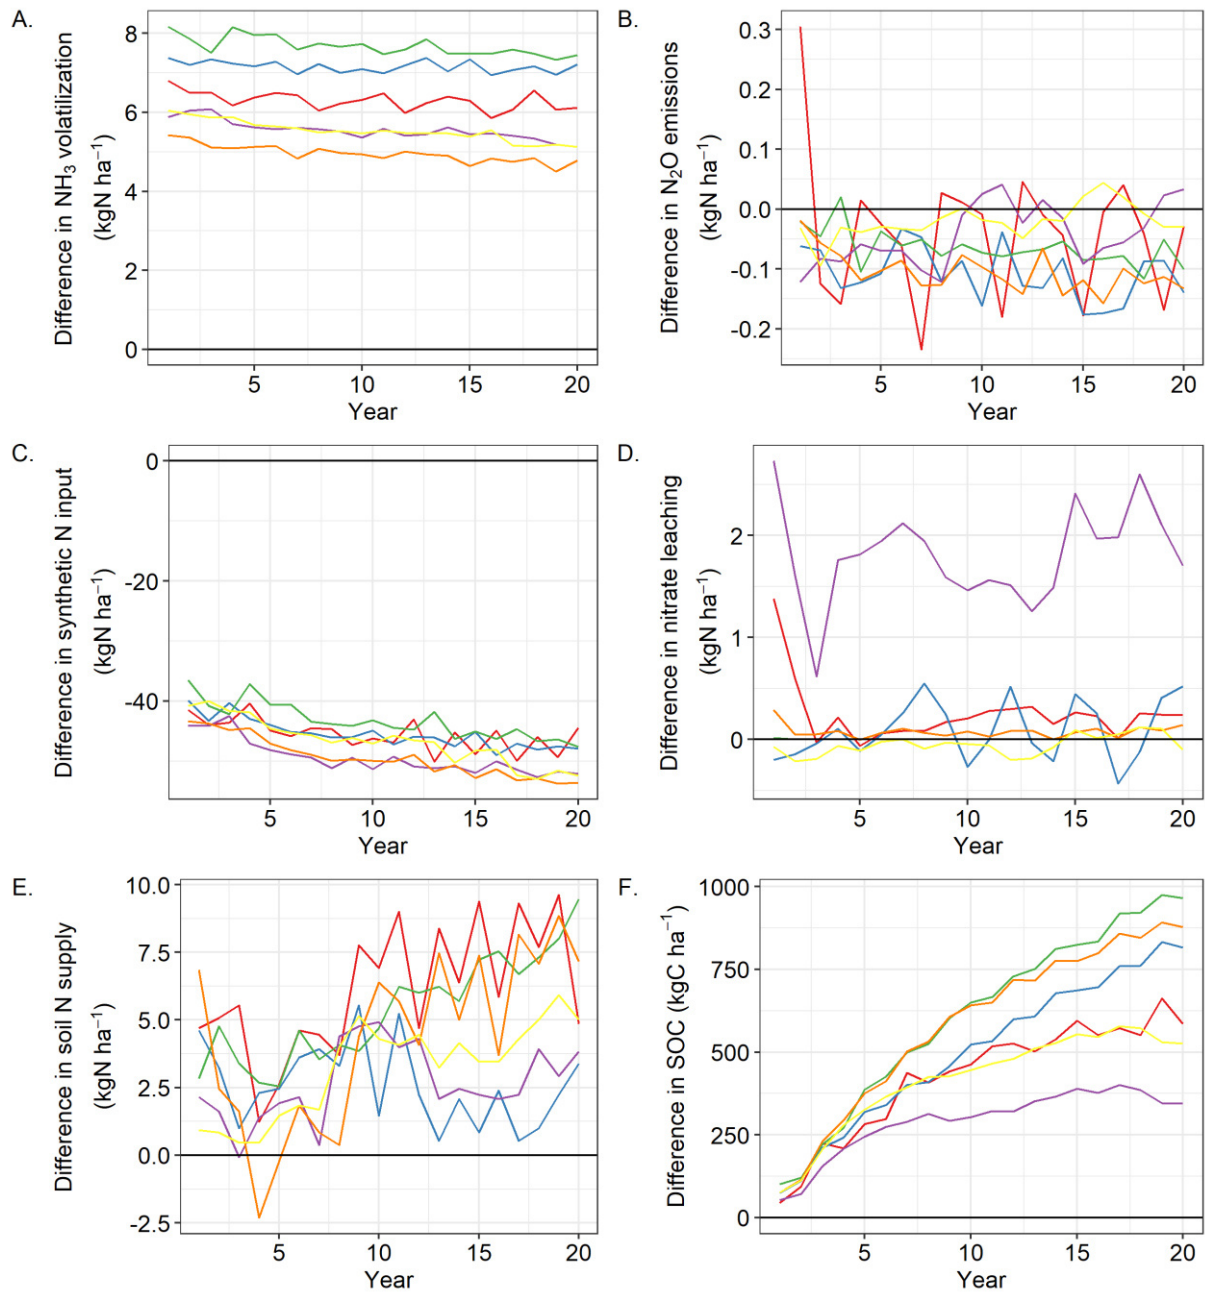 A.
Difference in NH₃ volatilization
(kgN ha⁻¹)
8
6
4
2
0
5
10
15
20
Year
B.
Difference in N₂O emissions
(kgN ha⁻¹)
0.3
0.2
0.1
0.0
-0.1
-0.2
5
10
15
20
Year
C.
Difference in synthetic N input
(kgN ha⁻¹)
0
-20
-40
5
10
15
20
Year
D.
Difference in nitrate leaching
(kgN ha⁻¹)
2
1
0
5
10
15
20
Year
E.
Difference in soil N supply
(kgN ha⁻¹)
10.0
7.5
5.0
2.5
0.0
-2.5
5
10
15
20
Year
F.
Difference in SOC (kgC ha⁻¹)
1000
750
500
250
0
5
10
15
20
Year